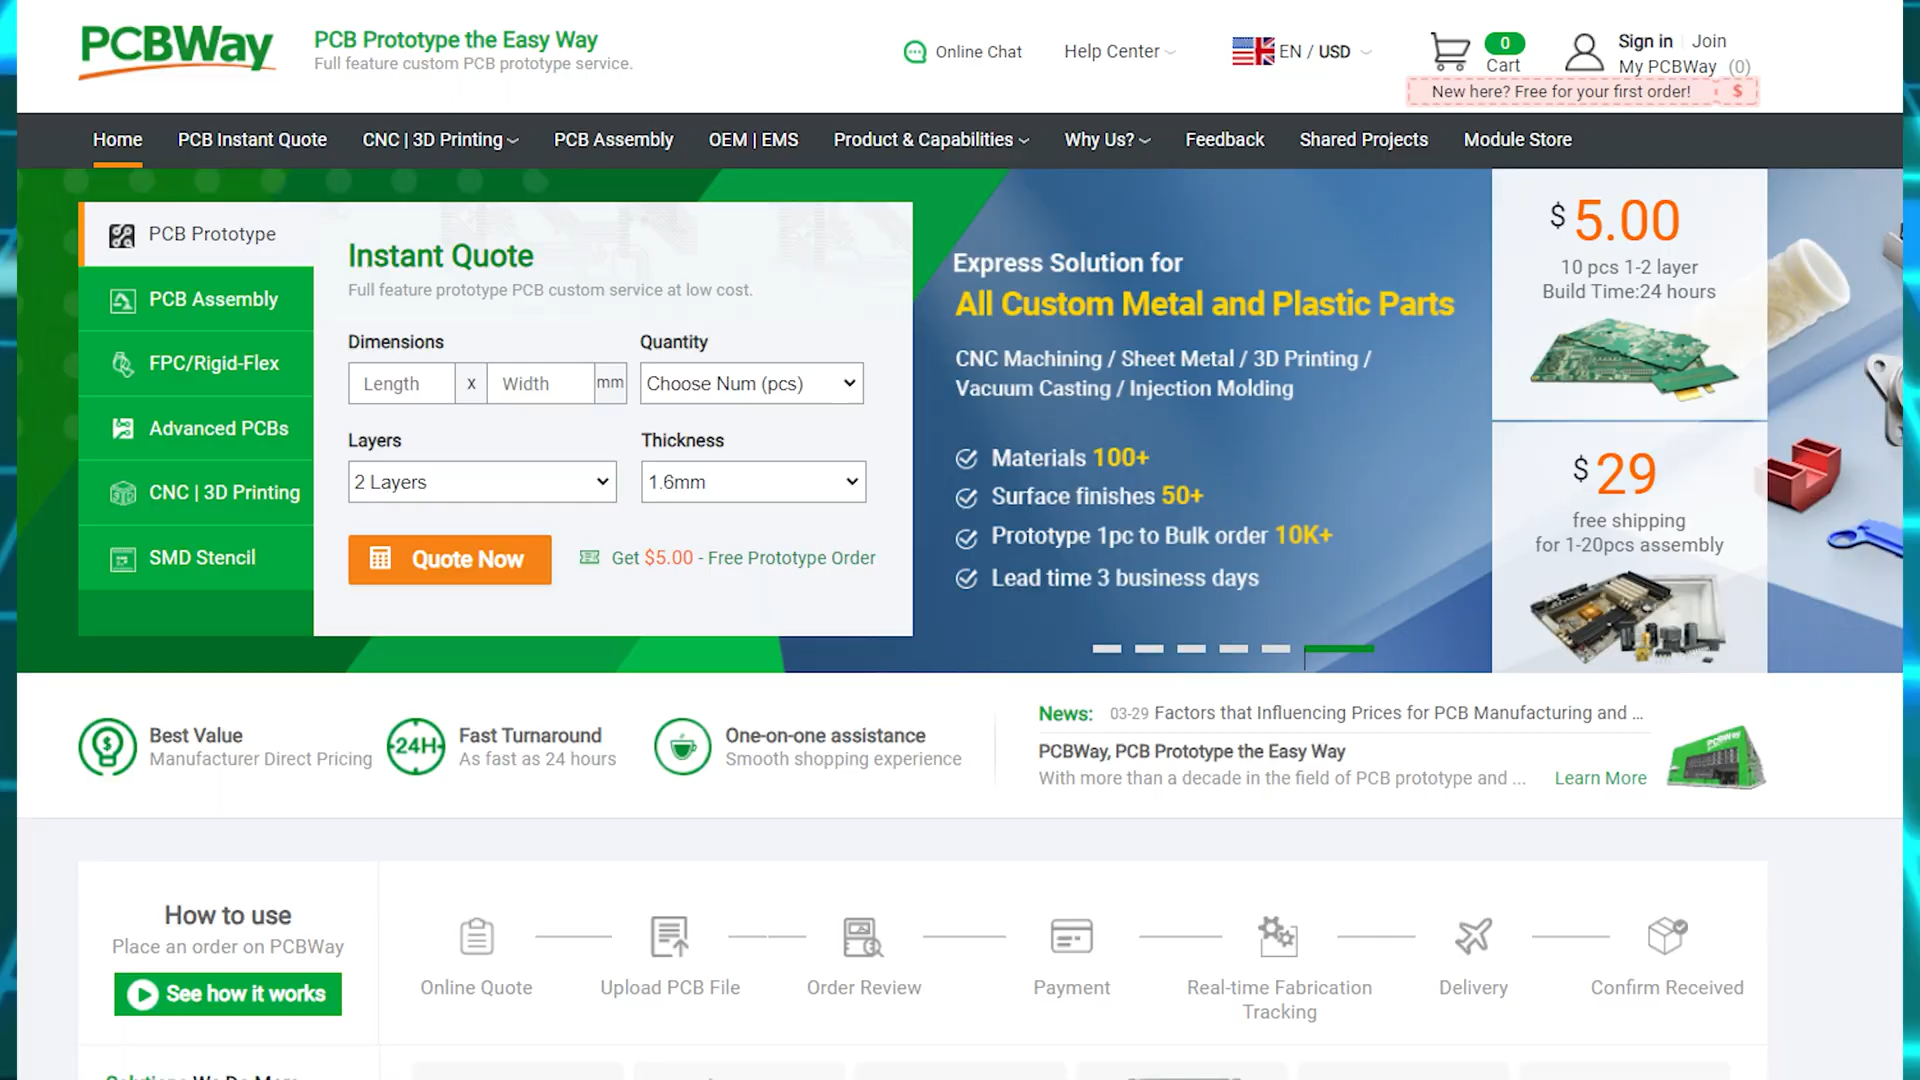 PCBWay
PCB Prototype the Easy Way
Full feature custom PCB prototype service.
Online Chat
Help Center
EN / USD
0
Cart
Sign in
Join
My PCBWay (0)
New here? Free for your first order! $
Home
PCB Instant Quote
CNC | 3D Printing
PCB Assembly
OEM | EMS
Product & Capabilities
Why Us?
Feedback
Shared Projects
Module Store
PCB Prototype
PCB Assembly
FPC/Rigid-Flex
Advanced PCBs
CNC | 3D Printing
SMD Stencil
Instant Quote
Full feature prototype PCB custom service at low cost.
Dimensions
Quantity
Length x Width mm
Choose Num (pcs)
Layers
Thickness
2 Layers
1.6mm
Quote Now
Get $5.00 - Free Prototype Order
Express Solution for
All Custom Metal and Plastic Parts
CNC Machining / Sheet Metal / 3D Printing /
Vacuum Casting / Injection Molding
Materials 100+
Surface finishes 50+
Prototype 1pc to Bulk order 10K+
Lead time 3 business days
$ 5.00
10 pcs 1-2 layer
Build Time:24 hours
$ 29
free shipping
for 1-20pcs assembly
Best Value
Manufacturer Direct Pricing
24H
Fast Turnaround
As fast as 24 hours
One-on-one assistance
Smooth shopping experience
News: 03-29 Factors that Influencing Prices for PCB Manufacturing and ...
PCBWay, PCB Prototype the Easy Way
With more than a decade in the field of PCB prototype and ... Learn More
PCBWay
How to use
Place an order on PCBWay
See how it works
Online Quote
Upload PCB File
Order Review
Payment
Real-time Fabrication
Tracking
Delivery
Confirm Received
Solutions We Do More